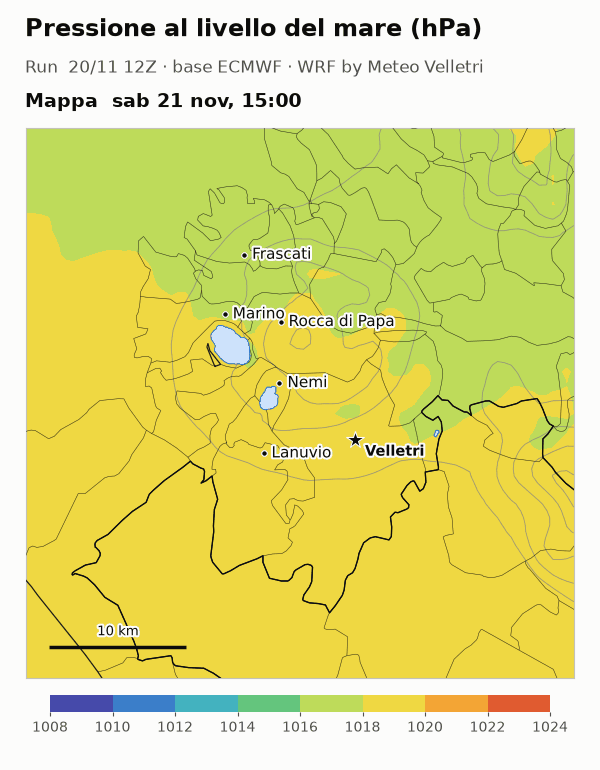 Pressione al livello del mare (hPa)
Run  20/11 12Z · base ECMWF · WRF by Meteo Velletri
Mappa  sab 21 nov, 15:00
Frascati
Marino
Rocca di Papa
Nemi
Velletri
Lanuvio
10 km
1008 1010 1012 1014 1016 1018 1020 1022 1024